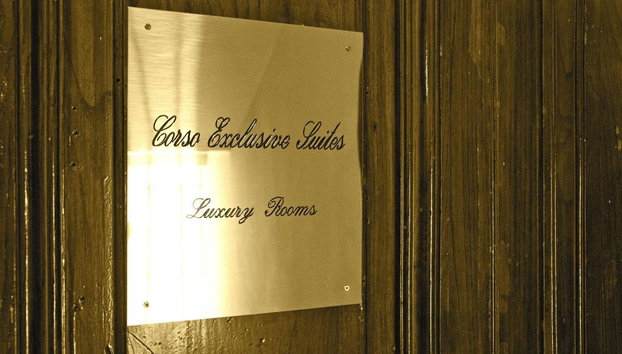 Corso Exclusive Suites
Luxury Rooms